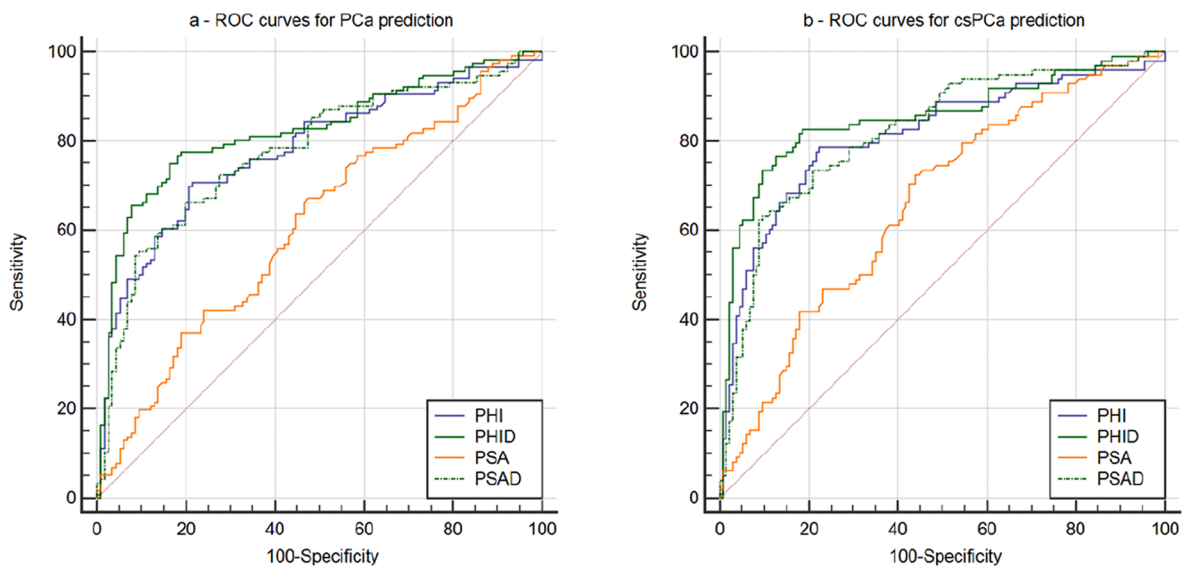 a - ROC curves for PCa prediction
100
80
60
40
20
0
Sensitivity
0 20 40 60 80 100
100-Specificity
PHI
PHID
PSA
PSAD
b - ROC curves for csPCa prediction
100
80
60
40
20
0
Sensitivity
0 20 40 60 80 100
100-Specificity
PHI
PHID
PSA
PSAD